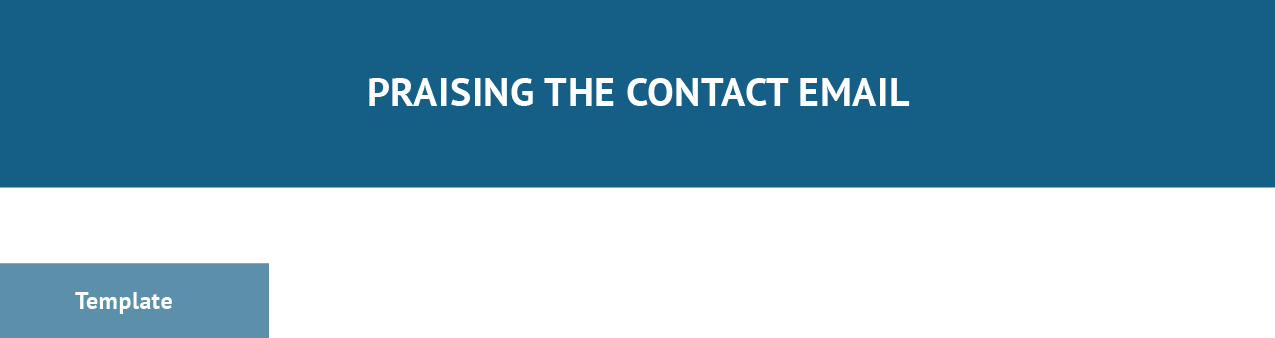 PRAISING THE CONTACT EMAIL
Template